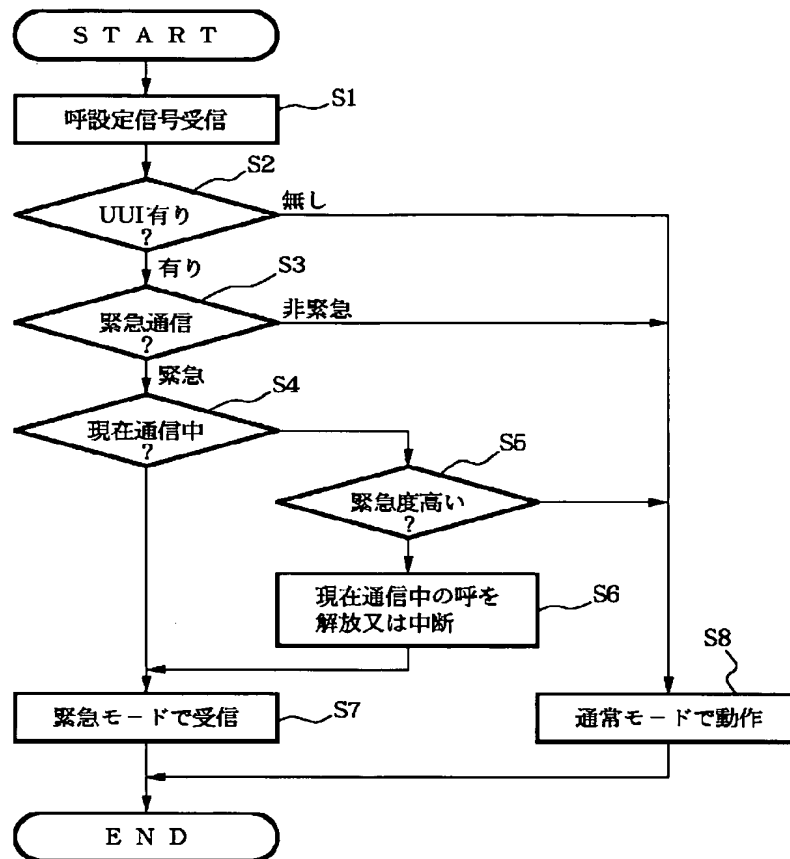 START
呼設定信号受信
S1
S2
UUI有り
?
無し
有り
S3
緊急通信
?
非緊急
緊急
S4
現在通信中
?
S5
緊急度高い
?
現在通信中の呼を
解放又は中断
S6
緊急モードで受信
S7
S8
通常モードで動作
END